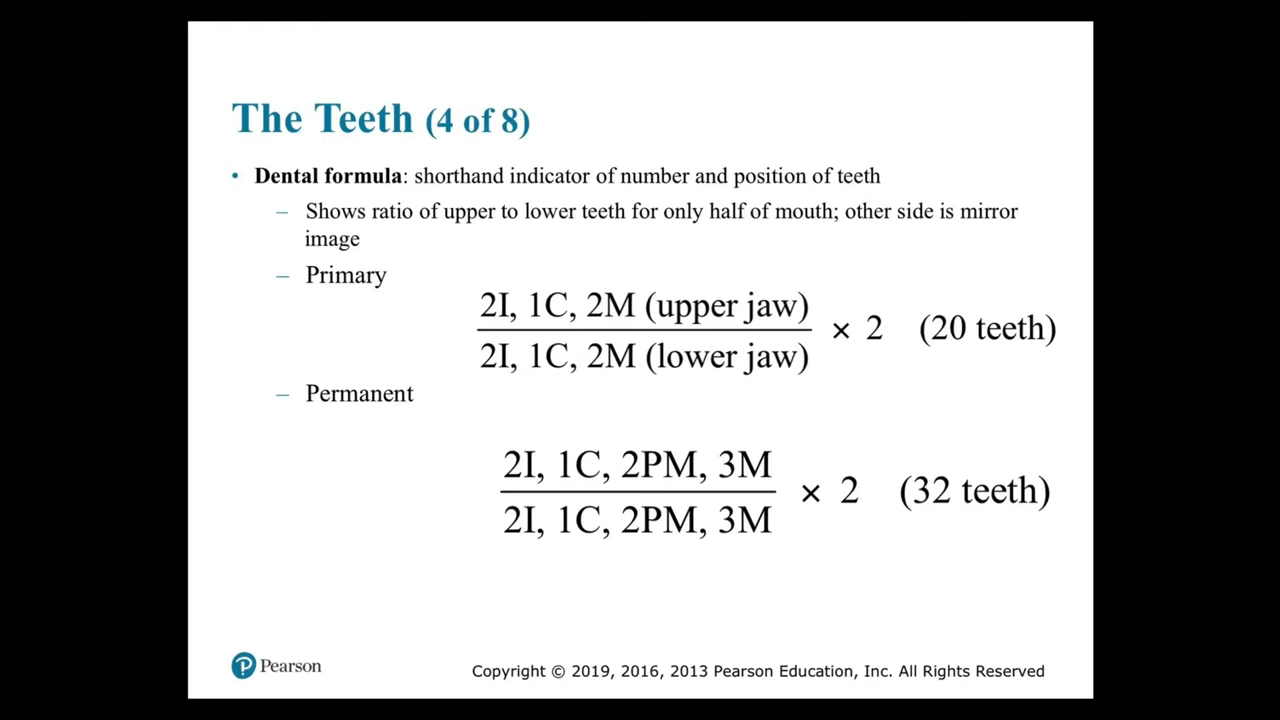 The Teeth (4 of 8)
• Dental formula: shorthand indicator of number and position of teeth
– Shows ratio of upper to lower teeth for only half of mouth; other side is mirror
image
– Primary
2I, 1C, 2M (upper jaw)
2I, 1C, 2M (lower jaw)
× 2 (20 teeth)
– Permanent
2I, 1C, 2PM, 3M
2I, 1C, 2PM, 3M
× 2 (32 teeth)
P Pearson
Copyright © 2019, 2016, 2013 Pearson Education, Inc. All Rights Reserved